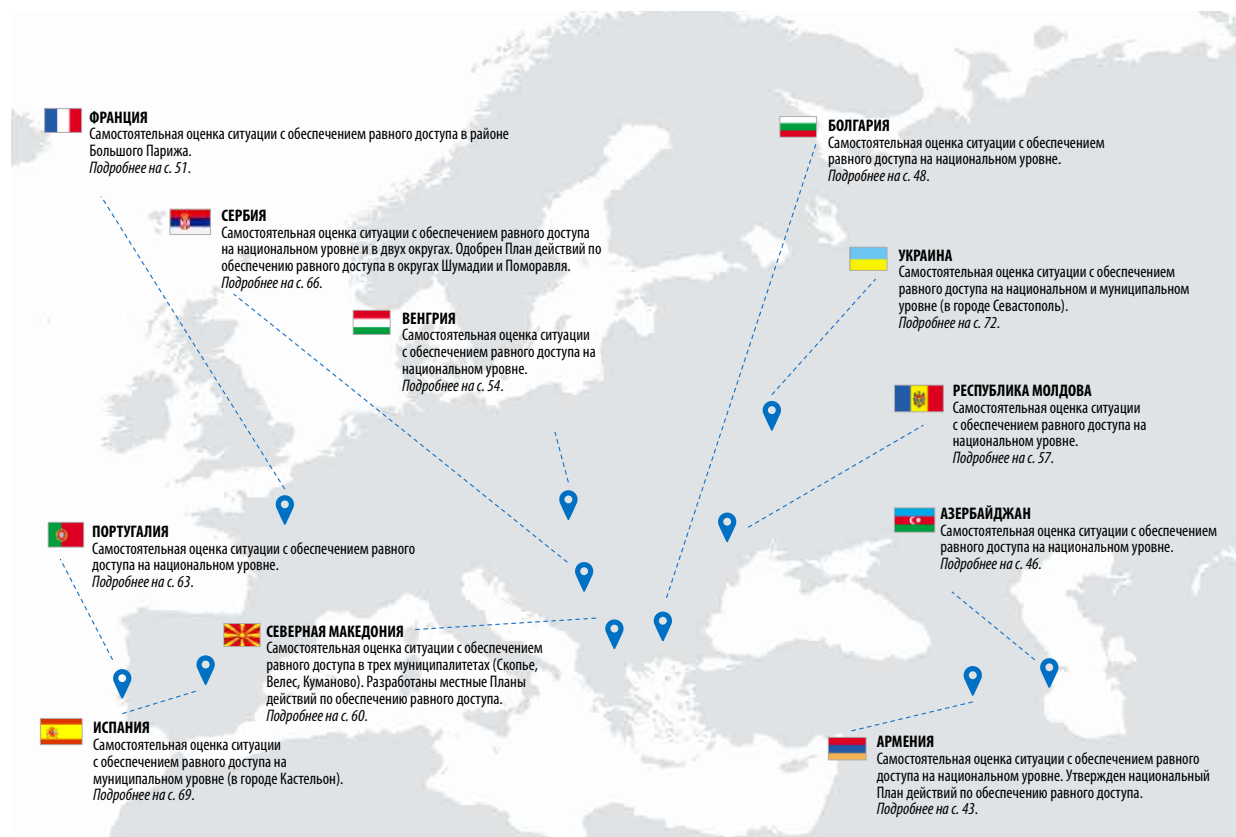 ФРАНЦИЯ
Самостоятельная оценка ситуации с обеспечением равного доступа в районе
Большого Парижа.
Подробнее на с. 51.
БОЛГАРИЯ
Самостоятельная оценка ситуации с обеспечением
равного доступа на национальном уровне.
Подробнее на с. 48.
СЕРБИЯ
Самостоятельная оценка ситуации с обеспечением равного доступа
на национальном уровне и в двух округах. Одобрен План действий по
обеспечению равного доступа в округах Шумадии и Поморавля.
Подробнее на с. 66.
УКРАИНА
Самостоятельная оценка ситуации с обеспечением
равного доступа на национальном и муниципальном
уровне (в городе Севастополь).
Подробнее на с. 72.
ВЕНГРИЯ
Самостоятельная оценка ситуации
с обеспечением равного доступа на
национальном уровне.
Подробнее на с. 54.
РЕСПУБЛИКА МОЛДОВА
Самостоятельная оценка ситуации
с обеспечением равного доступа на
национальном уровне.
Подробнее на с. 57.
ПОРТУГАЛИЯ
Самостоятельная оценка ситуации с обеспечением равного
доступа на национальном уровне.
Подробнее на с. 63.
АЗЕРБАЙДЖАН
Самостоятельная оценка ситуации с обеспечением
равного доступа на национальном уровне.
Подробнее на с. 46.
СЕВЕРНАЯ МАКЕДОНИЯ
Самостоятельная оценка ситуации с обеспечением
равного доступа в трех муниципалитетах (Скопье,
Велес, Куманово). Разработаны местные Планы
действий по обеспечению равного доступа.
Подробнее на с. 60.
ИСПАНИЯ
Самостоятельная оценка ситуации
с обеспечением равного доступа на
муниципальном уровне (в городе Кастельон).
Подробнее на с. 69.
АРМЕНИЯ
Самостоятельная оценка ситуации с обеспечением равного
доступа на национальном уровне. Утвержден национальный
План действий по обеспечению равного доступа.
Подробнее на с. 43.